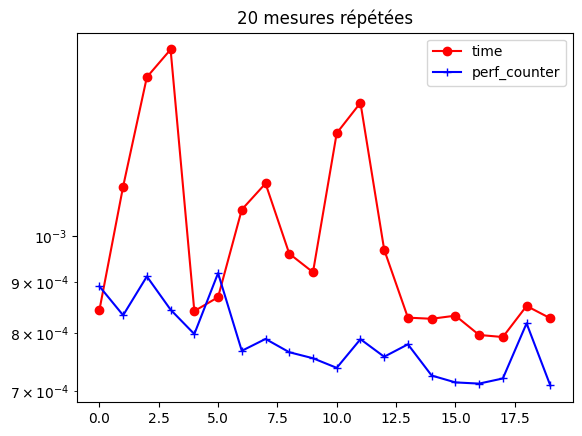 20 mesures répétées
time
perf_counter
10⁻³
9 × 10⁻⁴
8 × 10⁻⁴
7 × 10⁻⁴
0.0 2.5 5.0 7.5 10.0 12.5 15.0 17.5